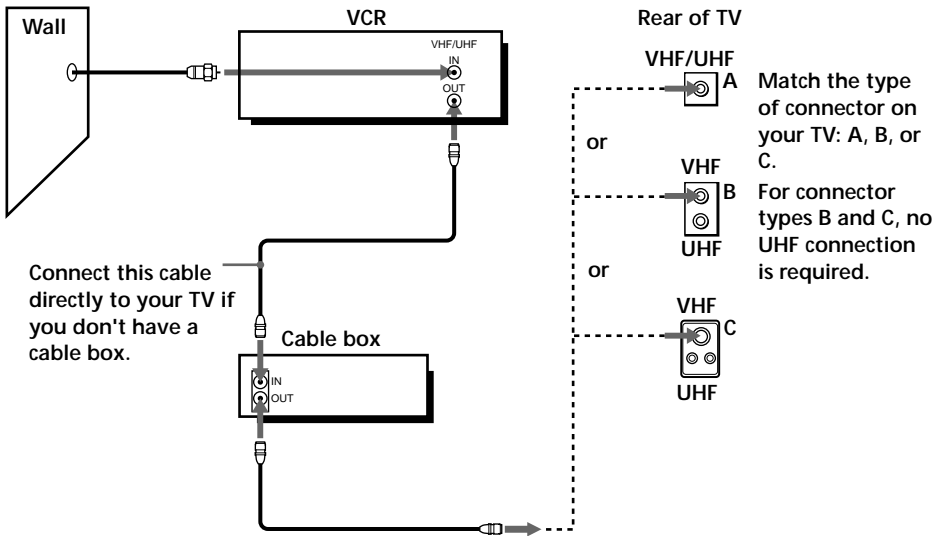 Wall
VCR
VHF/UHF
IN
OUT
Rear of TV
VHF/UHF
A
Match the type
of connector on
your TV: A, B, or
C.
or
VHF
B
UHF
For connector
types B and C, no
UHF connection
is required.
or
VHF
C
UHF
Connect this cable
directly to your TV if
you don't have a
cable box.
Cable box
IN
OUT